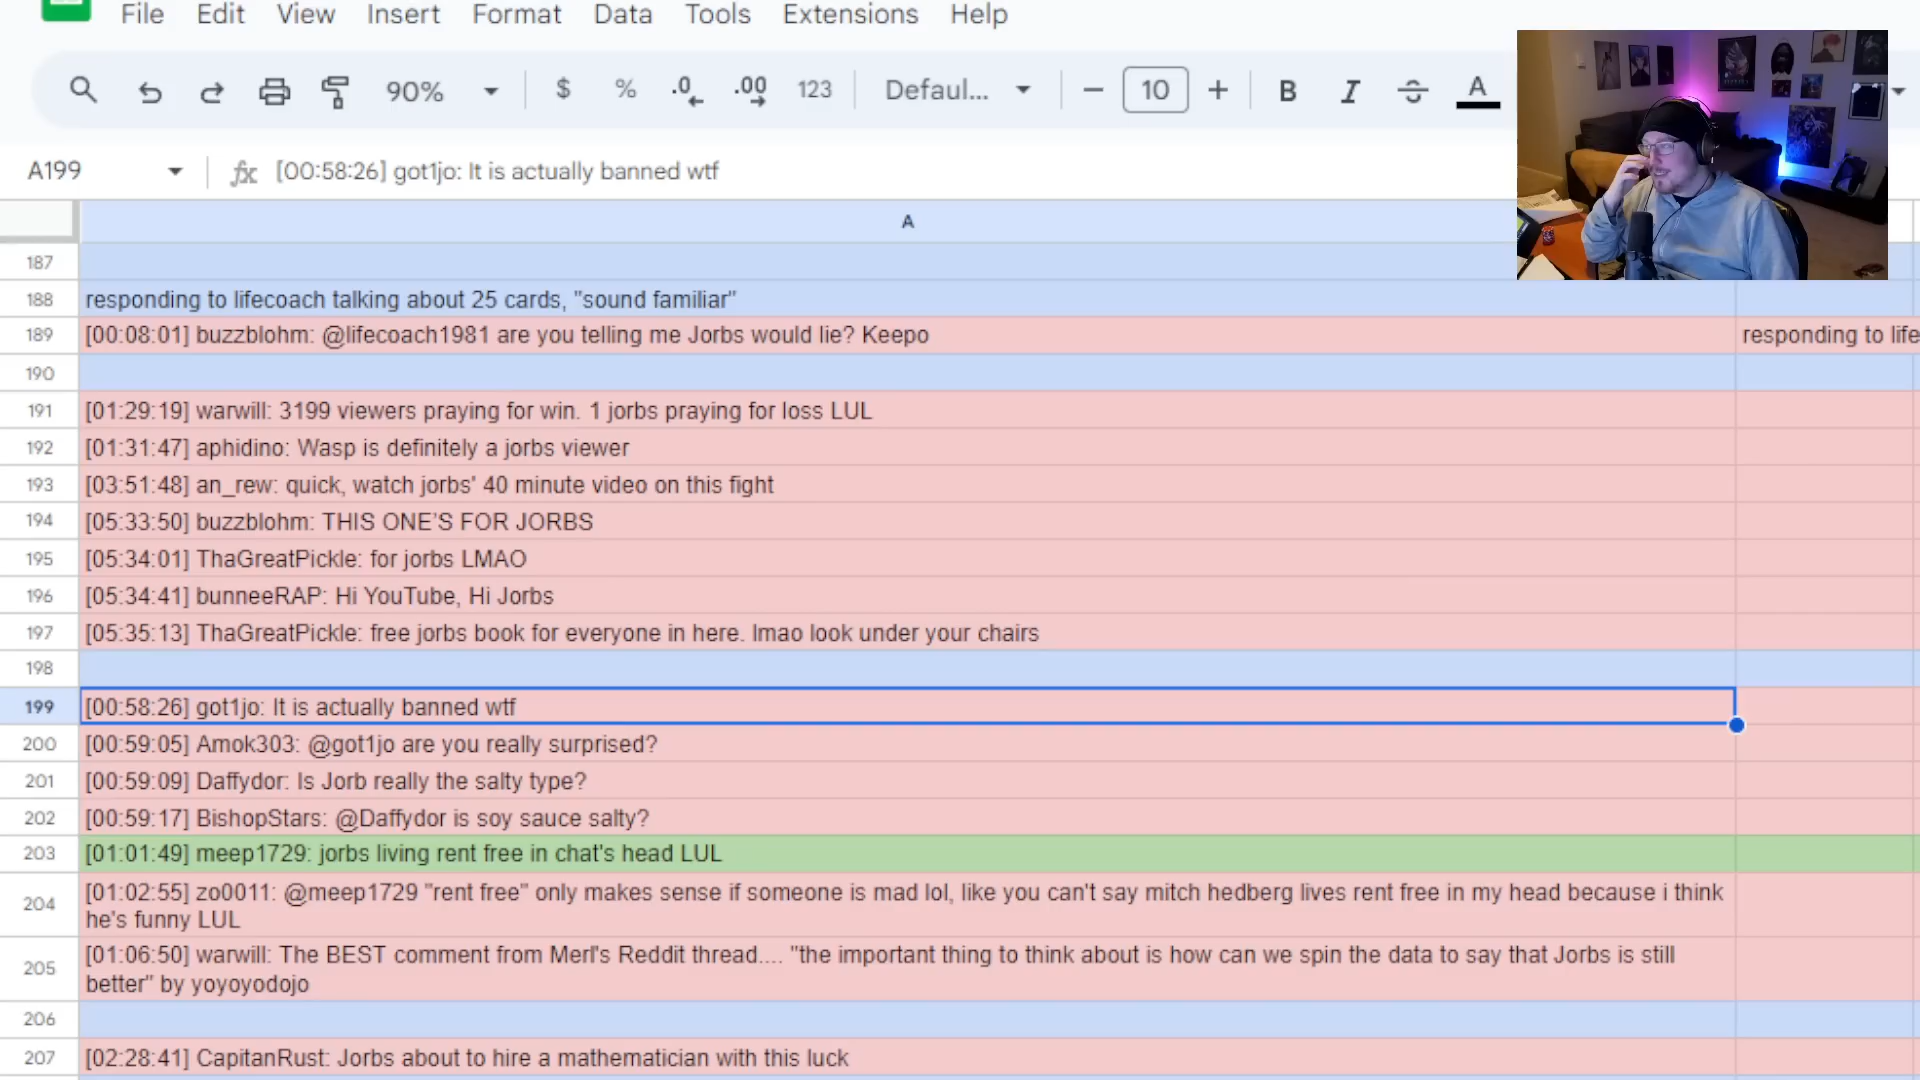 File Edit View Insert Format Data Tools Extensions Help
90% $ % .0 .00 123 Defaul... 10 B I S A
A199 fx [00:58:26] got1jo: It is actually banned wtf
A
187
188 responding to lifecoach talking about 25 cards, "sound familiar"
189 [00:08:01] buzzblohm: @lifecoach1981 are you telling me Jorbs would lie? Keepo responding to life
190
191 [01:29:19] warwill: 3199 viewers praying for win. 1 jorbs praying for loss LUL
192 [01:31:47] aphidino: Wasp is definitely a jorbs viewer
193 [03:51:48] an_rew: quick, watch jorbs' 40 minute video on this fight
194 [05:33:50] buzzblohm: THIS ONE'S FOR JORBS
195 [05:34:01] ThaGreatPickle: for jorbs LMAO
196 [05:34:41] bunneeRAP: Hi YouTube, Hi Jorbs
197 [05:35:13] ThaGreatPickle: free jorbs book for everyone in here. lmao look under your chairs
198
199 [00:58:26] got1jo: It is actually banned wtf
200 [00:59:05] Amok303: @got1jo are you really surprised?
201 [00:59:09] Daffydor: Is Jorb really the salty type?
202 [00:59:17] BishopStars: @Daffydor is soy sauce salty?
203 [01:01:49] meep1729: jorbs living rent free in chat's head LUL
204 [01:02:55] zo0011: @meep1729 "rent free" only makes sense if someone is mad lol, like you can't say mitch hedberg lives rent free in my head because i think
he's funny LUL
205 [01:06:50] warwill: The BEST comment from Merl's Reddit thread.... "the important thing to think about is how can we spin the data to say that Jorbs is still
better" by yoyoyodojo
206
207 [02:28:41] CapitanRust: Jorbs about to hire a mathematician with this luck